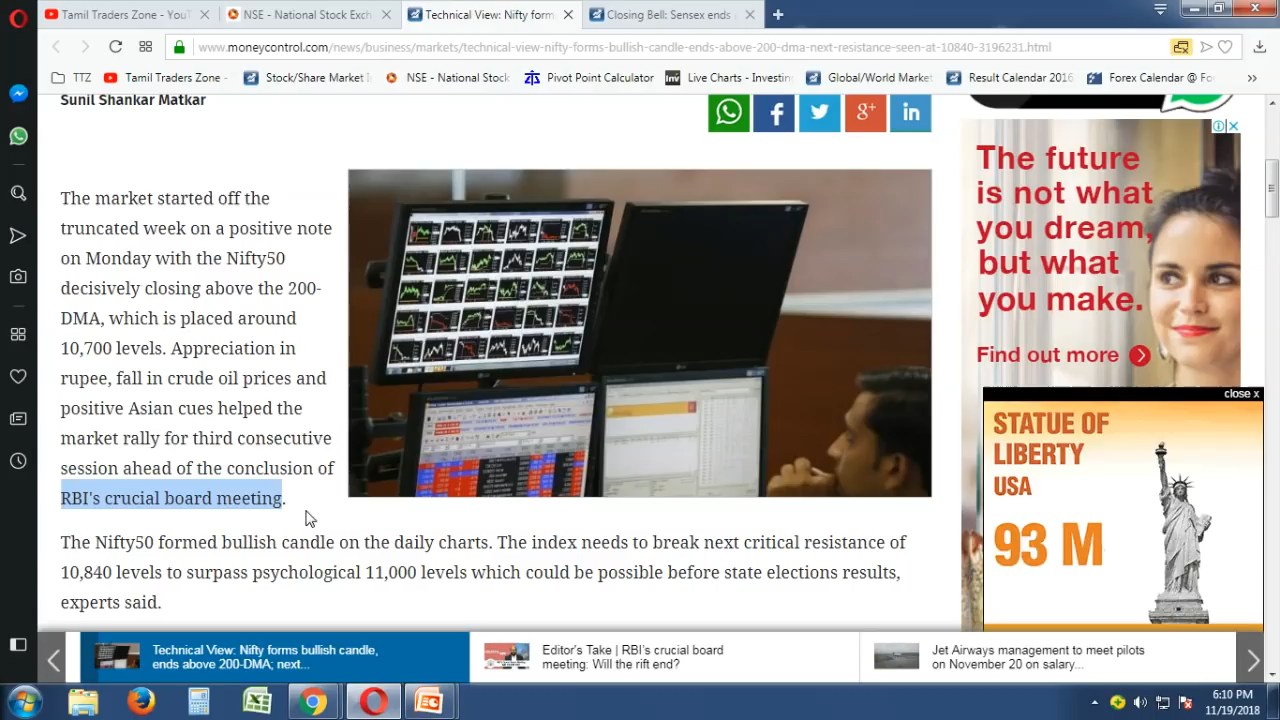 Tamil Traders Zone - YouT
NSE - National Stock Exch
Technical View: Nifty form
Closing Bell: Sensex ends
www.moneycontrol.com/news/business/markets/technical-view-nifty-forms-bullish-candle-ends-above-200-dma-next-resistance-seen-at-10840-3196231.html
TTZ
Tamil Traders Zone -
Stock/Share Market I
NSE - National Stock
Pivot Point Calculator
Live Charts - Investin
Global/World Market
Result Calendar 2016
Forex Calendar @ Fo
Sunil Shankar Matkar
The market started off the
truncated week on a positive note
on Monday with the Nifty50
decisively closing above the 200-
DMA, which is placed around
10,700 levels. Appreciation in
rupee, fall in crude oil prices and
positive Asian cues helped the
market rally for third consecutive
session ahead of the conclusion of
RBI's crucial board meeting.
The Nifty50 formed bullish candle on the daily charts. The index needs to break next critical resistance of
10,840 levels to surpass psychological 11,000 levels which could be possible before state elections results,
experts said.
The future
is not what
you dream,
but what
you make.
Find out more
close x
STATUE OF
LIBERTY
USA
93 M
Technical View: Nifty forms bullish candle,
ends above 200-DMA; next...
Editor's Take | RBI's crucial board
meeting: Will the rift end?
Jet Airways management to meet pilots
on November 20 on salary...
6:10 PM
11/19/2018